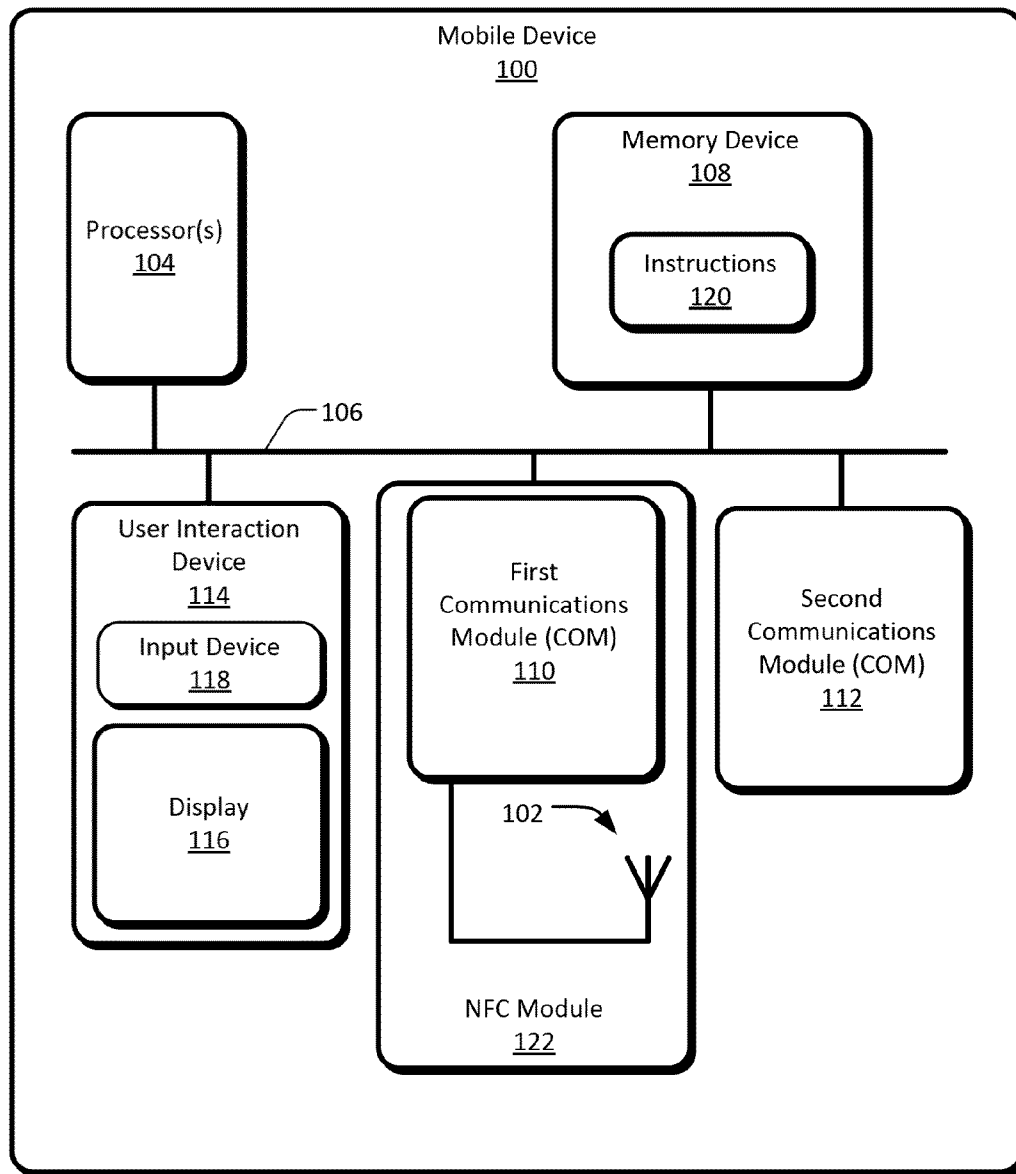 Mobile Device
100
Processor(s)
104
Memory Device
108
Instructions
120
106
User Interaction
Device
114
Input Device
118
Display
116
First
Communications
Module (COM)
110
102
NFC Module
122
Second
Communications
Module (COM)
112